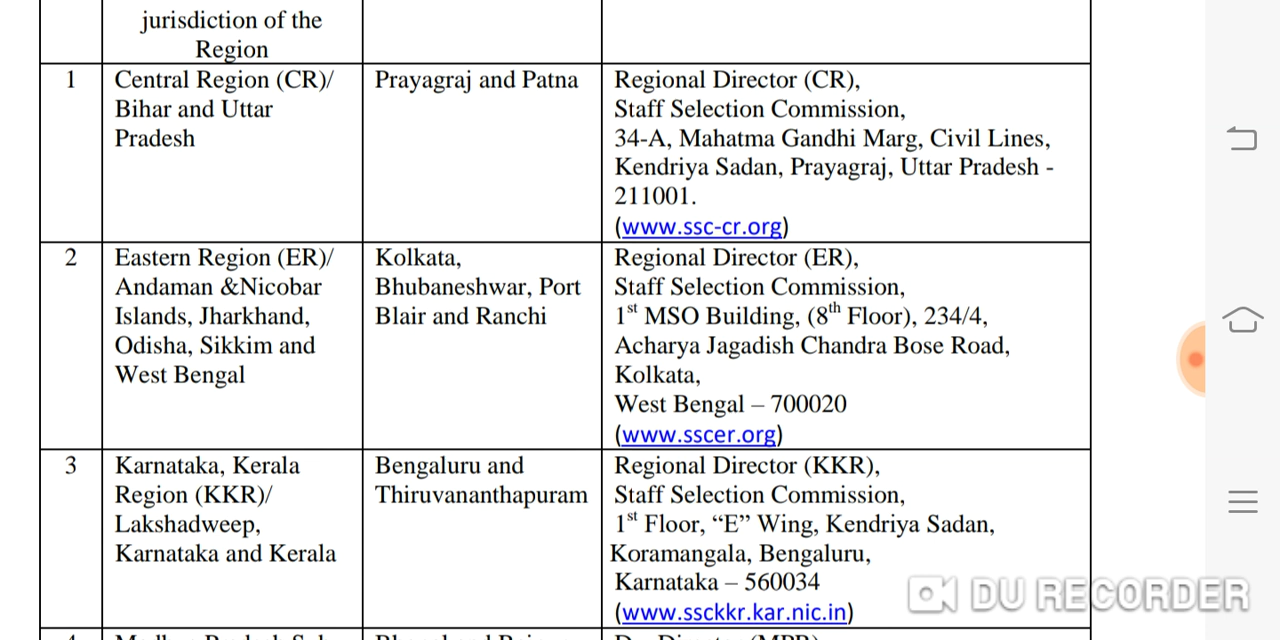 jurisdiction of the
Region
1
Central Region (CR)/
Bihar and Uttar
Pradesh
Prayagraj and Patna
Regional Director (CR),
Staff Selection Commission,
34-A, Mahatma Gandhi Marg, Civil Lines,
Kendriya Sadan, Prayagraj, Uttar Pradesh -
211001.
(www.ssc-cr.org)
2
Eastern Region (ER)/
Andaman &Nicobar
Islands, Jharkhand,
Odisha, Sikkim and
West Bengal
Kolkata,
Bhubaneshwar, Port
Blair and Ranchi
Regional Director (ER),
Staff Selection Commission,
1st MSO Building, (8th Floor), 234/4,
Acharya Jagadish Chandra Bose Road,
Kolkata,
West Bengal – 700020
(www.sscer.org)
3
Karnataka, Kerala
Region (KKR)/
Lakshadweep,
Karnataka and Kerala
Bengaluru and
Thiruvananthapuram
Regional Director (KKR),
Staff Selection Commission,
1st Floor, “E” Wing, Kendriya Sadan,
Koramangala, Bengaluru,
Karnataka – 560034
(www.ssckkr.kar.nic.in)
DU RECORDER